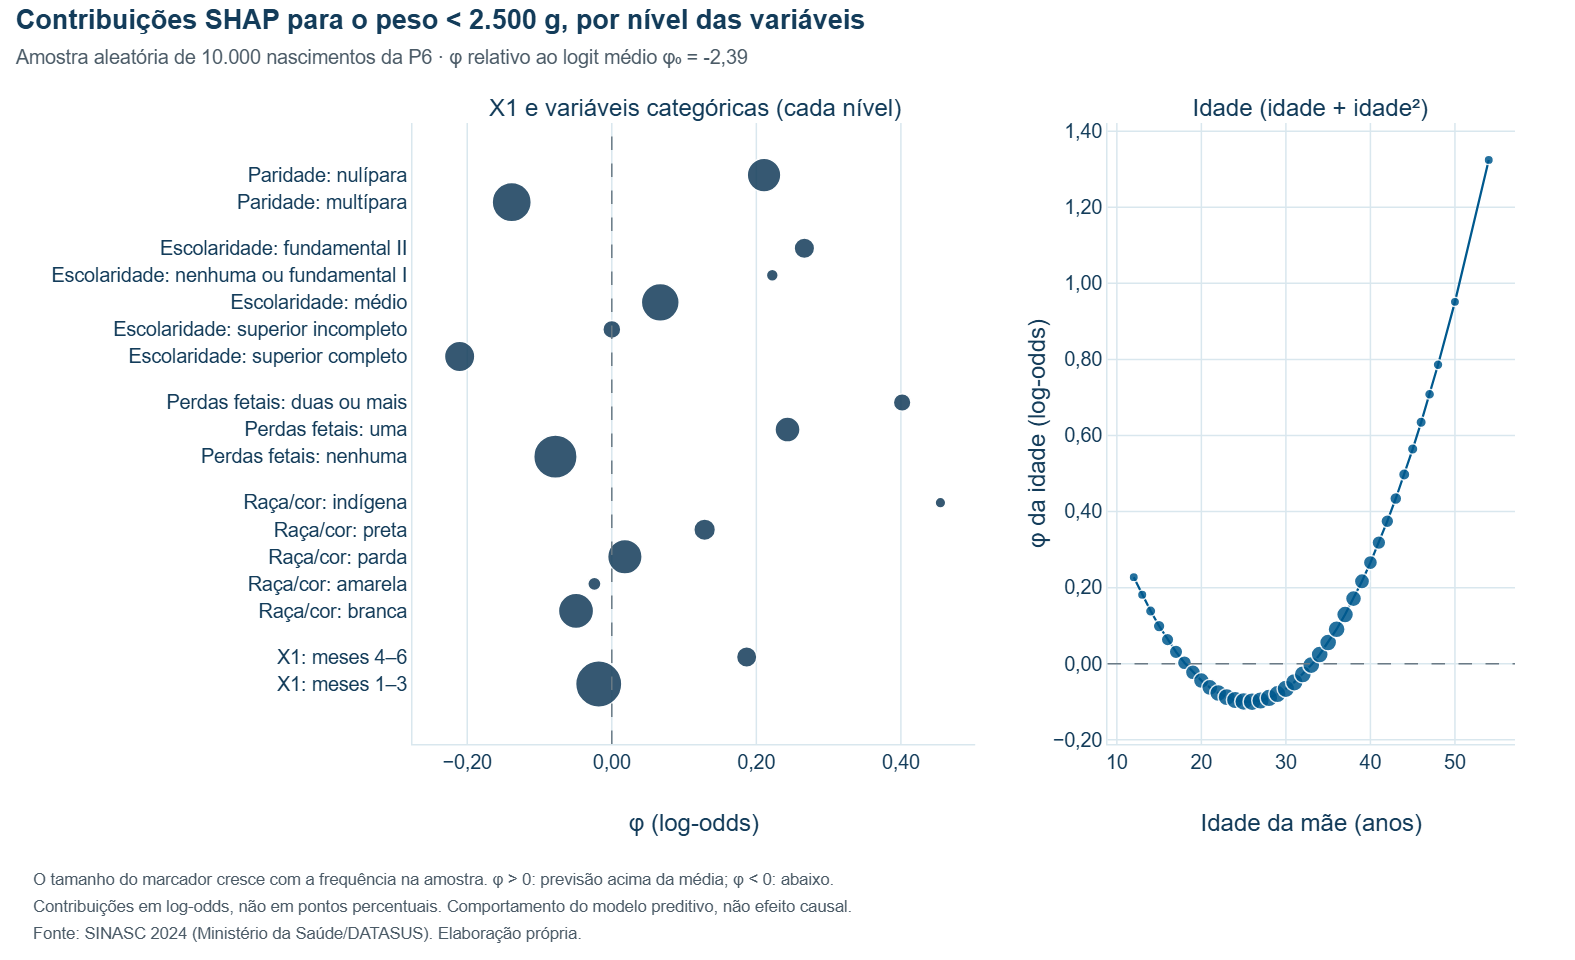 Contribuições SHAP para o peso < 2.500 g, por nível das variáveis
Amostra aleatória de 10.000 nascimentos da P6 · φ relativo ao logit médio φ₀ = -2,39
X1 e variáveis categóricas (cada nível)
Paridade: nulípara
Paridade: multípara
Escolaridade: fundamental II
Escolaridade: nenhuma ou fundamental I
Escolaridade: médio
Escolaridade: superior incompleto
Escolaridade: superior completo
Perdas fetais: duas ou mais
Perdas fetais: uma
Perdas fetais: nenhuma
Raça/cor: indígena
Raça/cor: preta
Raça/cor: parda
Raça/cor: amarela
Raça/cor: branca
X1: meses 4–6
X1: meses 1–3
−0,20 0,00 0,20 0,40
φ (log-odds)
Idade (idade + idade²)
φ da idade (log-odds)
1,40
1,20
1,00
0,80
0,60
0,40
0,20
0,00
−0,20
10 20 30 40 50
Idade da mãe (anos)
O tamanho do marcador cresce com a frequência na amostra. φ > 0: previsão acima da média; φ < 0: abaixo.
Contribuições em log-odds, não em pontos percentuais. Comportamento do modelo preditivo, não efeito causal.
Fonte: SINASC 2024 (Ministério da Saúde/DATASUS). Elaboração própria.